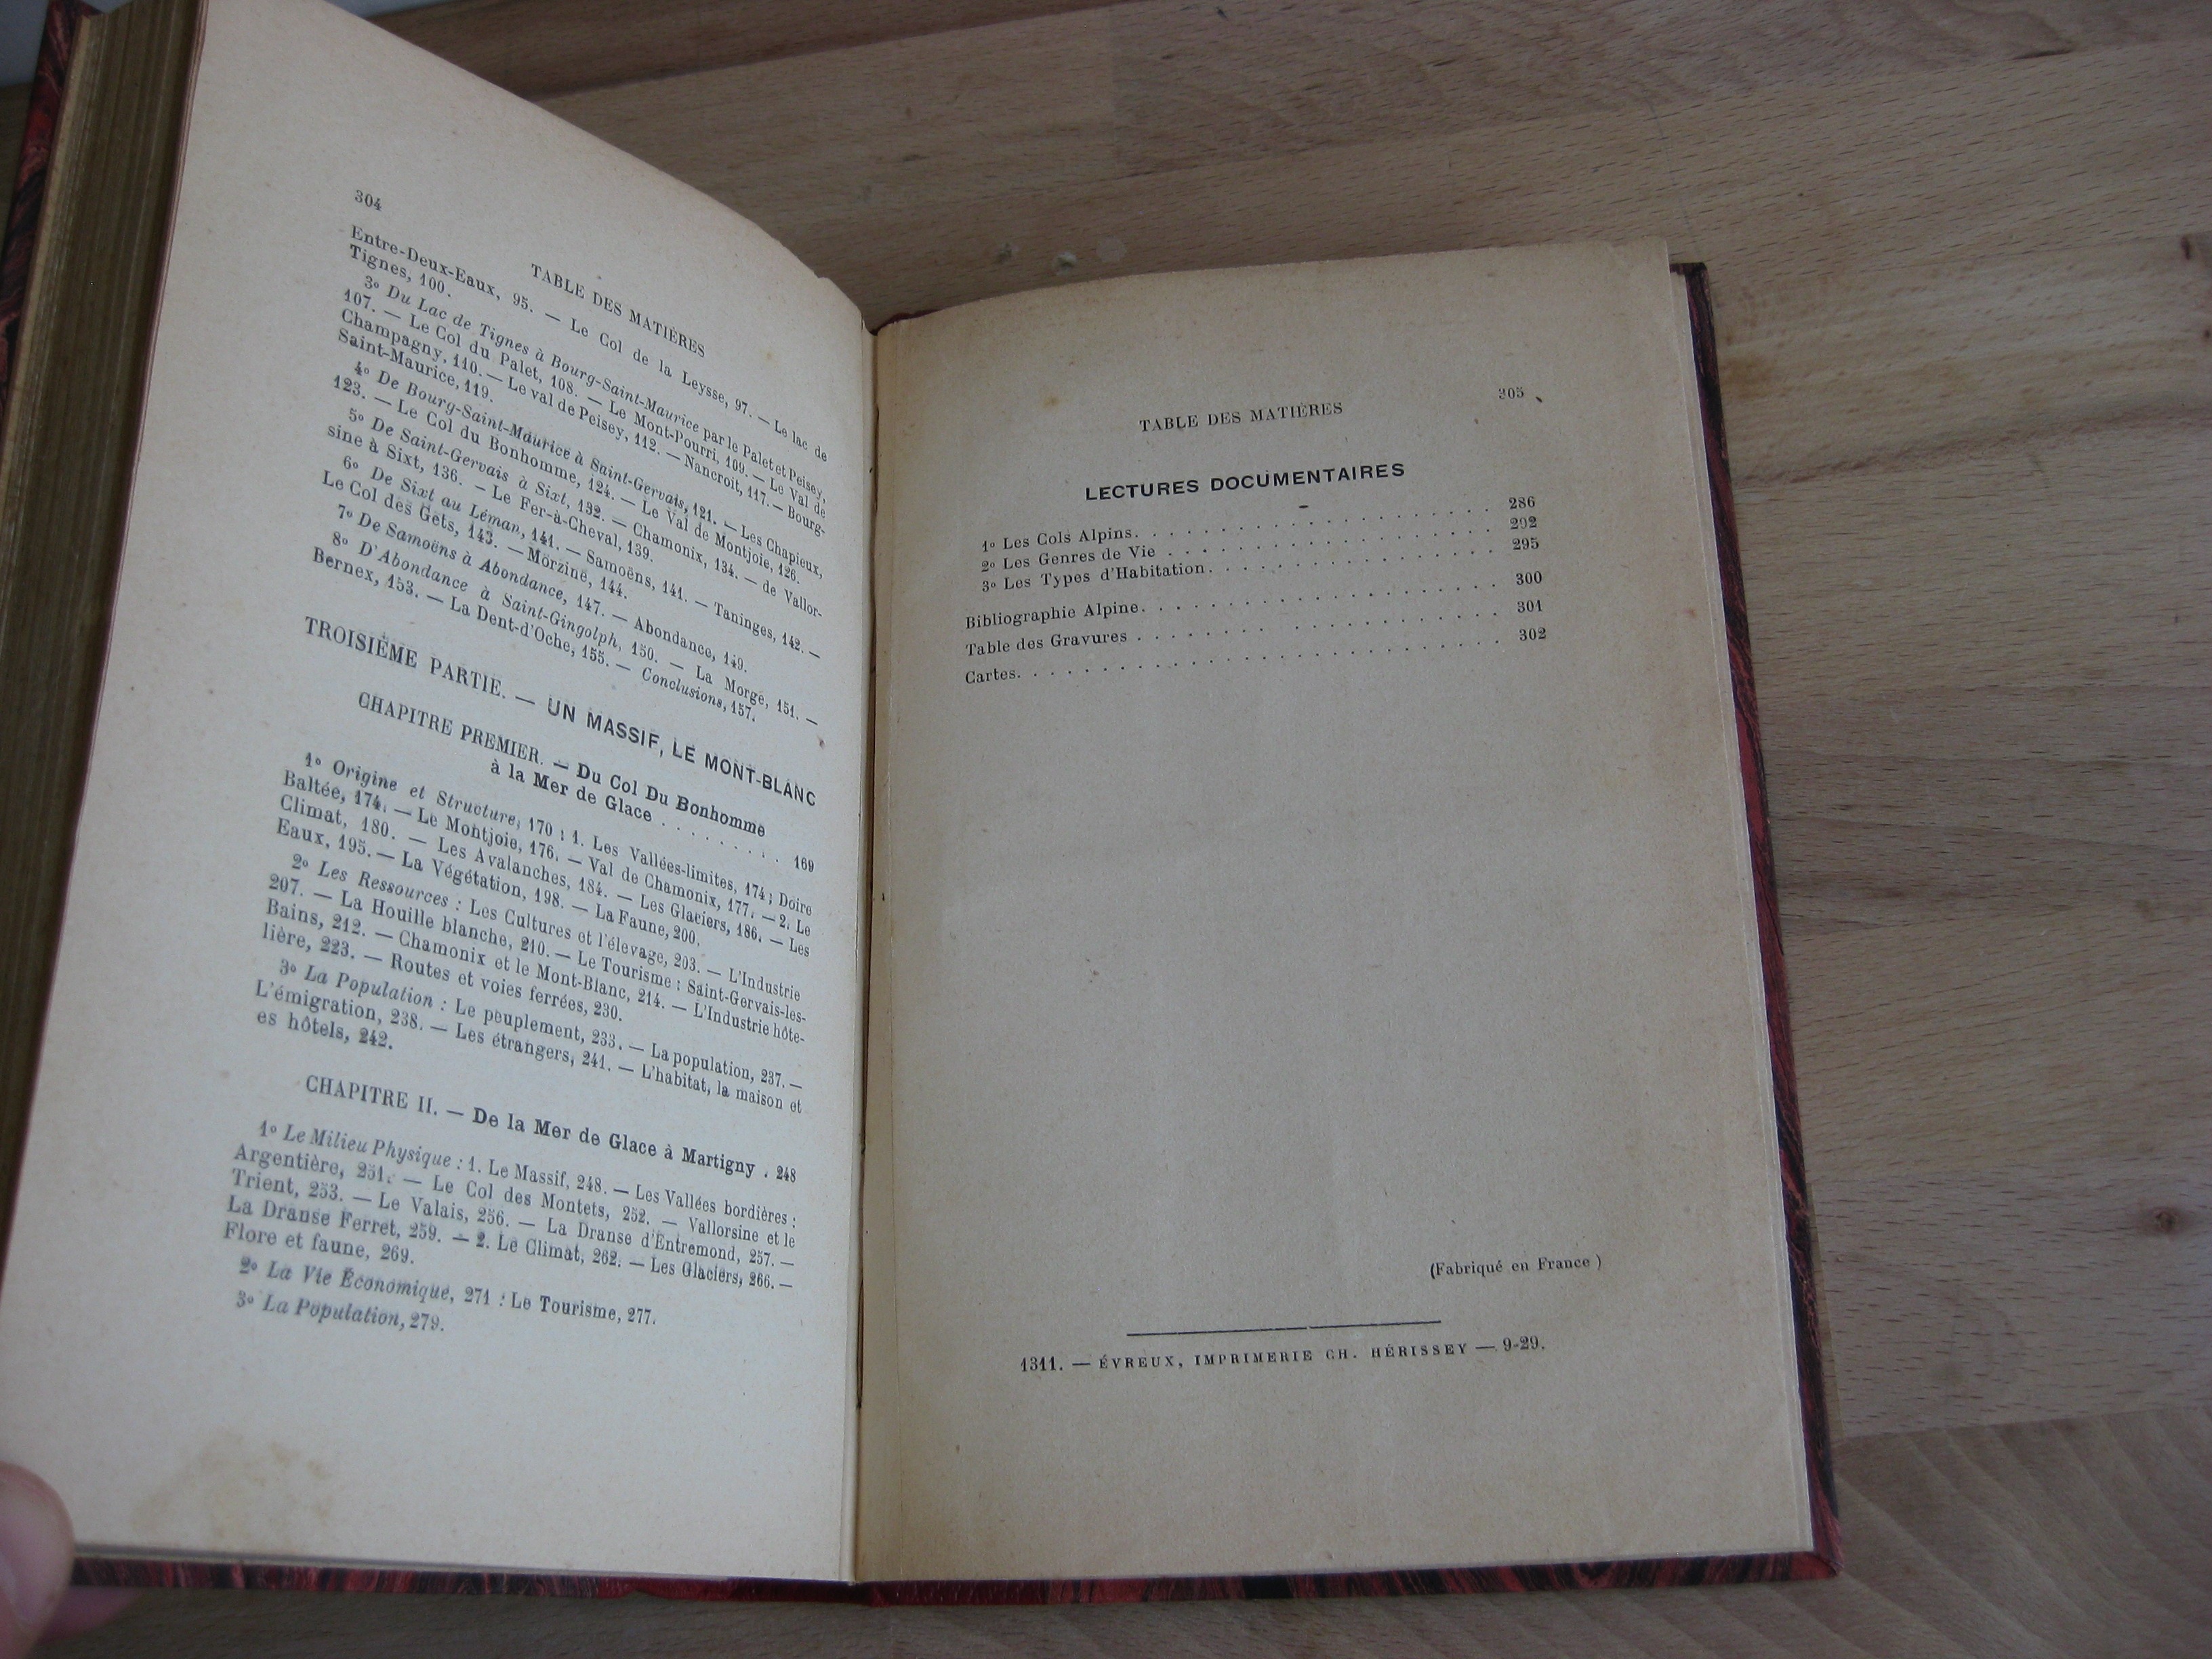 304
TABLE DES MATIÈRES
Entre-Deux-Eaux, 95. — Le Col de la Leysse, 97. — Le lac de
Tignes, 100.
3º Du Lac de Tignes à Bourg-Saint-Maurice par le Palet et Peisey,
107. — Le Col du Palet, 108. — Le Mont-Pourri, 109. — Le Val de
Champagny, 110. — Le val de Peisey, 112. — Nancroit, 117. — Bourg-
Saint-Maurice, 119.
4º De Bourg-Saint-Maurice à Saint-Gervais, 121. — Les Chapieux,
123. — Le Col du Bonhomme, 124. — Le Val de Montjoie, 126.
5º De Saint-Gervais à Sixt, 132. — Chamonix, 134. — de Vallor-
sine à Sixt, 136. — Le Fer-à-Cheval, 139.
6º De Sixt au Léman, 141. — Samoëns, 141. — Taninges, 142. —
Le Col des Gets, 143. — Morzine, 144.
7º De Samoëns à Abondance, 147. — Abondance, 149.
8º D'Abondance à Saint-Gingolph, 150. — La Morge, 151. —
Bernex, 153. — La Dent-d'Oche, 155. — Conclusions, 157.
TROISIÈME PARTIE. — UN MASSIF, LE MONT-BLANC
CHAPITRE PREMIER. — Du Col Du Bonhomme
à la Mer de Glace . . . . . . . . 169
1º Origine et Structure, 170 ; 1. Les Vallées-limites, 174 ; Doire
Baltée, 174. — Le Montjoie, 176. — Val de Chamonix, 177. — 2. Le
Climat, 180. — Les Avalanches, 184. — Les Glaciers, 186. — Les
Eaux, 195. — La Végétation, 198. — La Faune, 200.
2º Les Ressources : Les Cultures et l'élevage, 203. — L'Industrie
207. — La Houille blanche, 210. — Le Tourisme : Saint-Gervais-les-
Bains, 212. — Chamonix et le Mont-Blanc, 214. — L'Industrie hôte-
lière, 223. — Routes et voies ferrées, 230.
3º La Population : Le peuplement, 233. — La population, 237. —
L'émigration, 238. — Les étrangers, 241. — L'habitat, la maison et
es hôtels, 242.
CHAPITRE II. — De la Mer de Glace à Martigny . 248
1º Le Milieu Physique : 1. Le Massif, 248. — Les Vallées bordières :
Argentière, 251. — Le Col des Montets, 252. — Vallorsine et le
Trient, 253. — Le Valais, 256. — La Dranse d'Entremond, 257. —
La Dranse Ferret, 259. — 2. Le Climat, 262. — Les Glaciers, 266. —
Flore et faune, 269.
2º La Vie Économique, 271 : Le Tourisme, 277.
3º La Population, 279.
TABLE DES MATIÈRES 305
LECTURES DOCUMENTAIRES
1º Les Cols Alpins. . . . . . . . . . . . . . . . . . . 286
2º Les Genres de Vie . . . . . . . . . . . . . . . . . . 292
3º Les Types d'Habitation. . . . . . . . . . . . . . . . 295
Bibliographie Alpine. . . . . . . . . . . . . . . . . . . 300
Table des Gravures . . . . . . . . . . . . . . . . . . . 301
Cartes. . . . . . . . . . . . . . . . . . . . . . . . . . 302
(Fabriqué en France )
1311. — ÉVREUX, IMPRIMERIE CH. HÉRISSEY — 9-29.